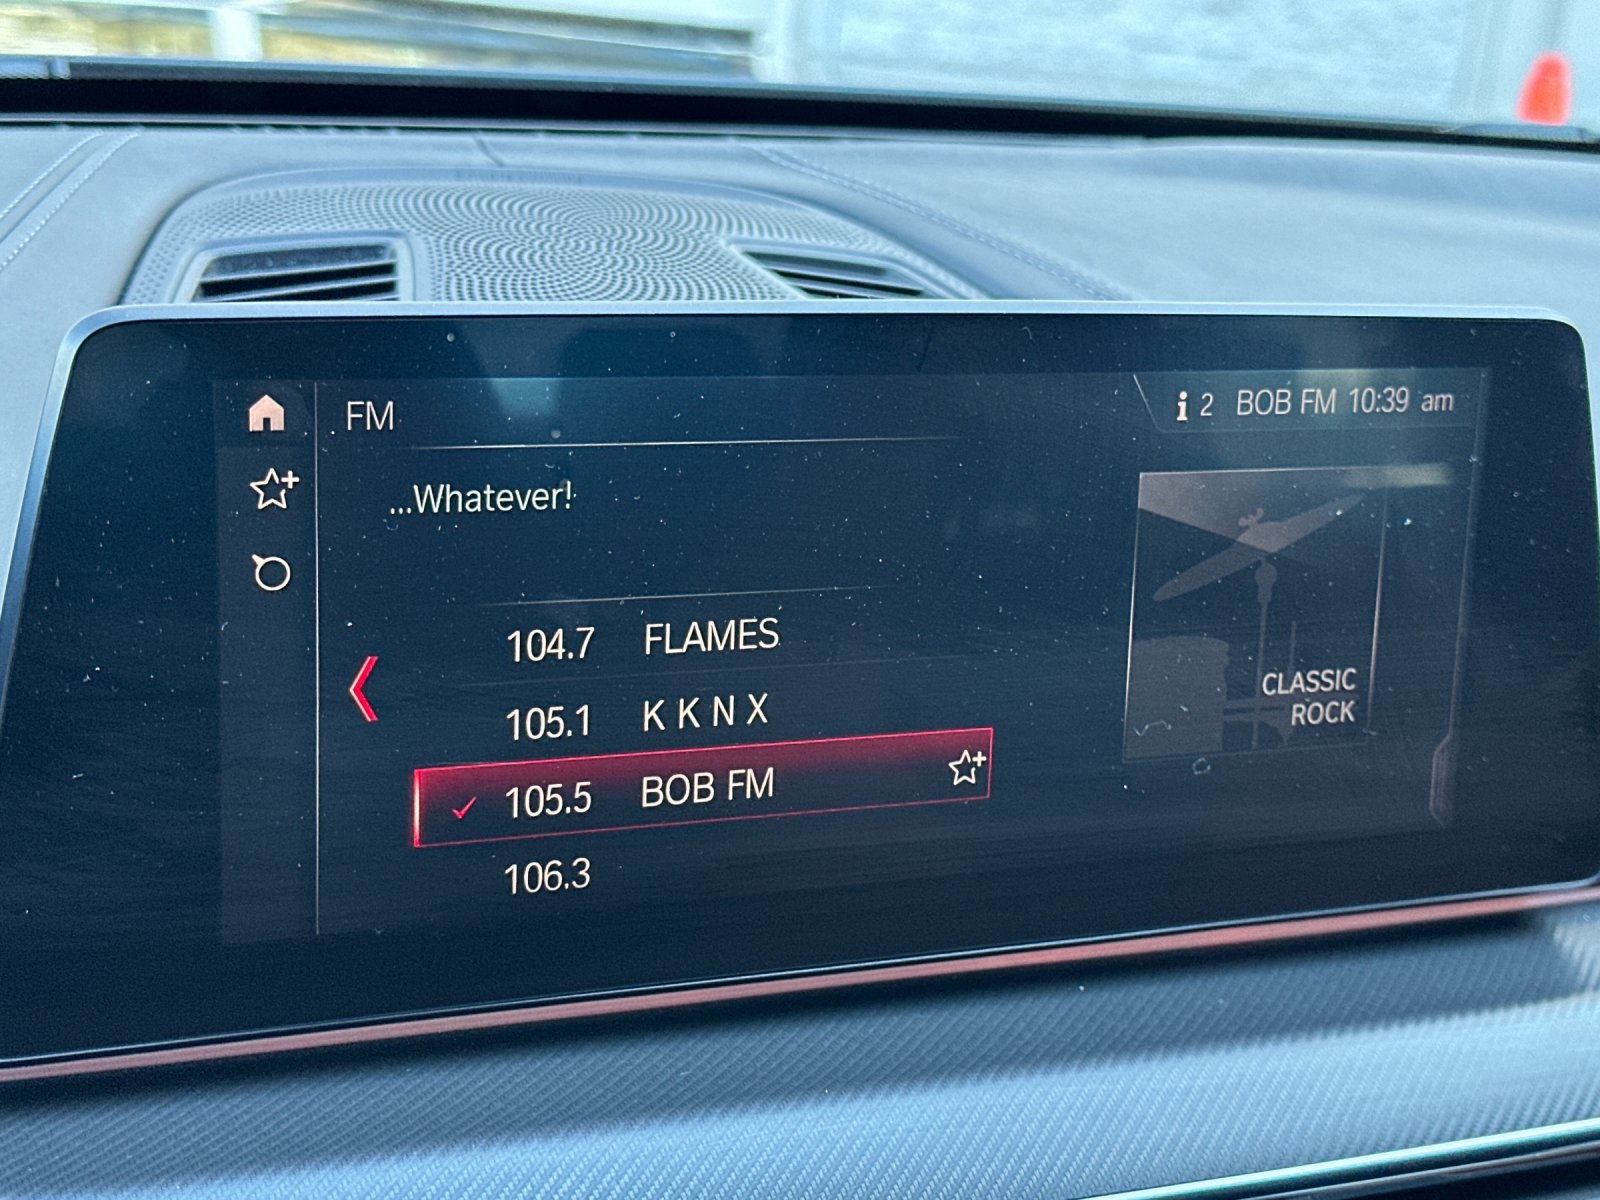 FM
i 2 BOB FM 10:39 am
...Whatever!
104.7 FLAMES
105.1 K K N X
105.5 BOB FM
106.3
CLASSIC
ROCK